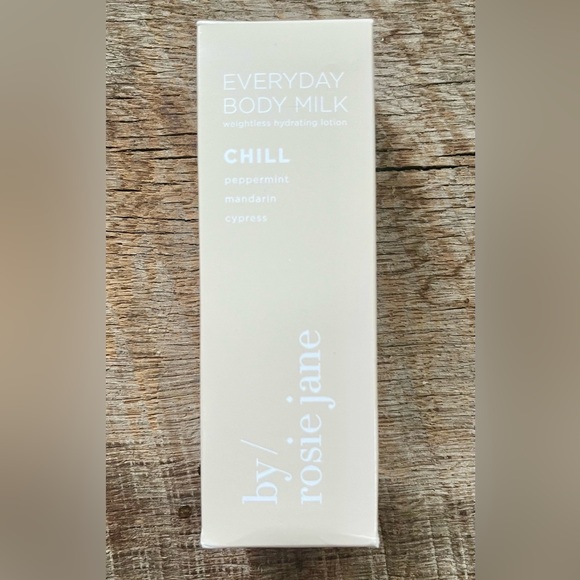 EVERYDAY
BODY MILK
weightless hydrating lotion
CHILL
peppermint
mandarin
cypress
by/
rosie jane